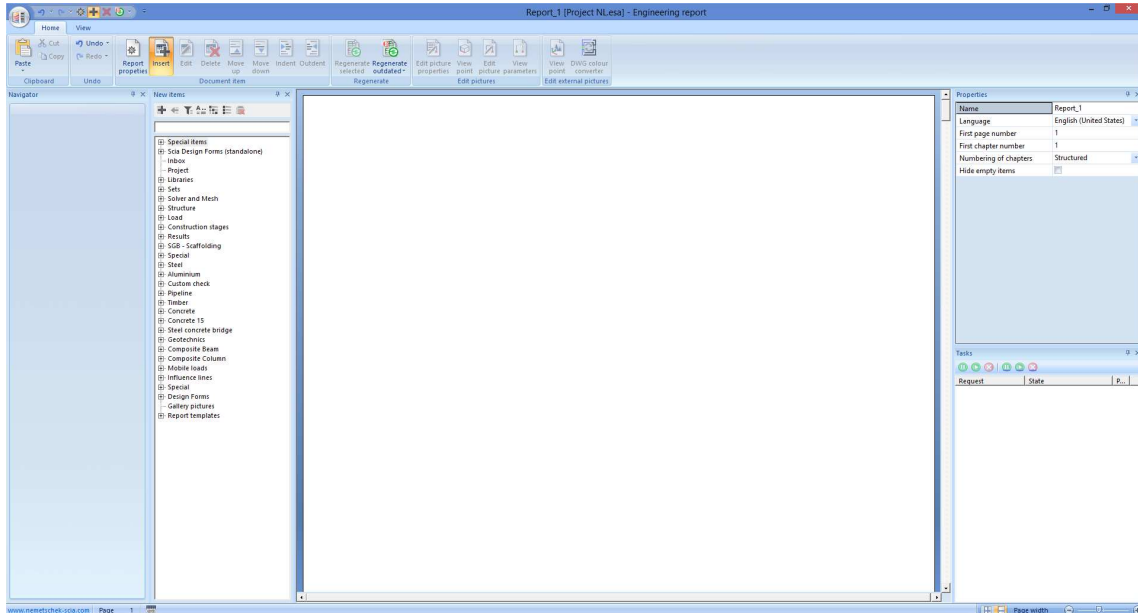 Report_1 [Project NL.esa] - Engineering report
Home View
Paste
Cut
Copy
Clipboard
Undo
Redo
Undo
Report propeties
Insert
Edit
Delete
Move up
Move down
Indent
Outdent
Document item
Regenerate selected
Regenerate outdated
Regenerate
Edit picture properties
View point
Edit picture
View parameters
Edit pictures
View point
DWG colour converter
Edit external pictures
Navigator
New items
Special items
Scia Design Forms (standalone)
Inbox
Project
Libraries
Sets
Solver and Mesh
Structure
Load
Construction stages
Results
SGB - Scaffolding
Special
Steel
Aluminium
Custom check
Pipeline
Timber
Concrete
Concrete 15
Steel concrete bridge
Geotechnics
Composite Beam
Composite Column
Mobile loads
Influence lines
Special
Design Forms
Gallery pictures
Report templates
Properties
Name Report_1
Language English (United States)
First page number 1
First chapter number 1
Numbering of chapters Structured
Hide empty items
Tasks
Request State P...
www.nemetschek-scia.com Page 1
Page width